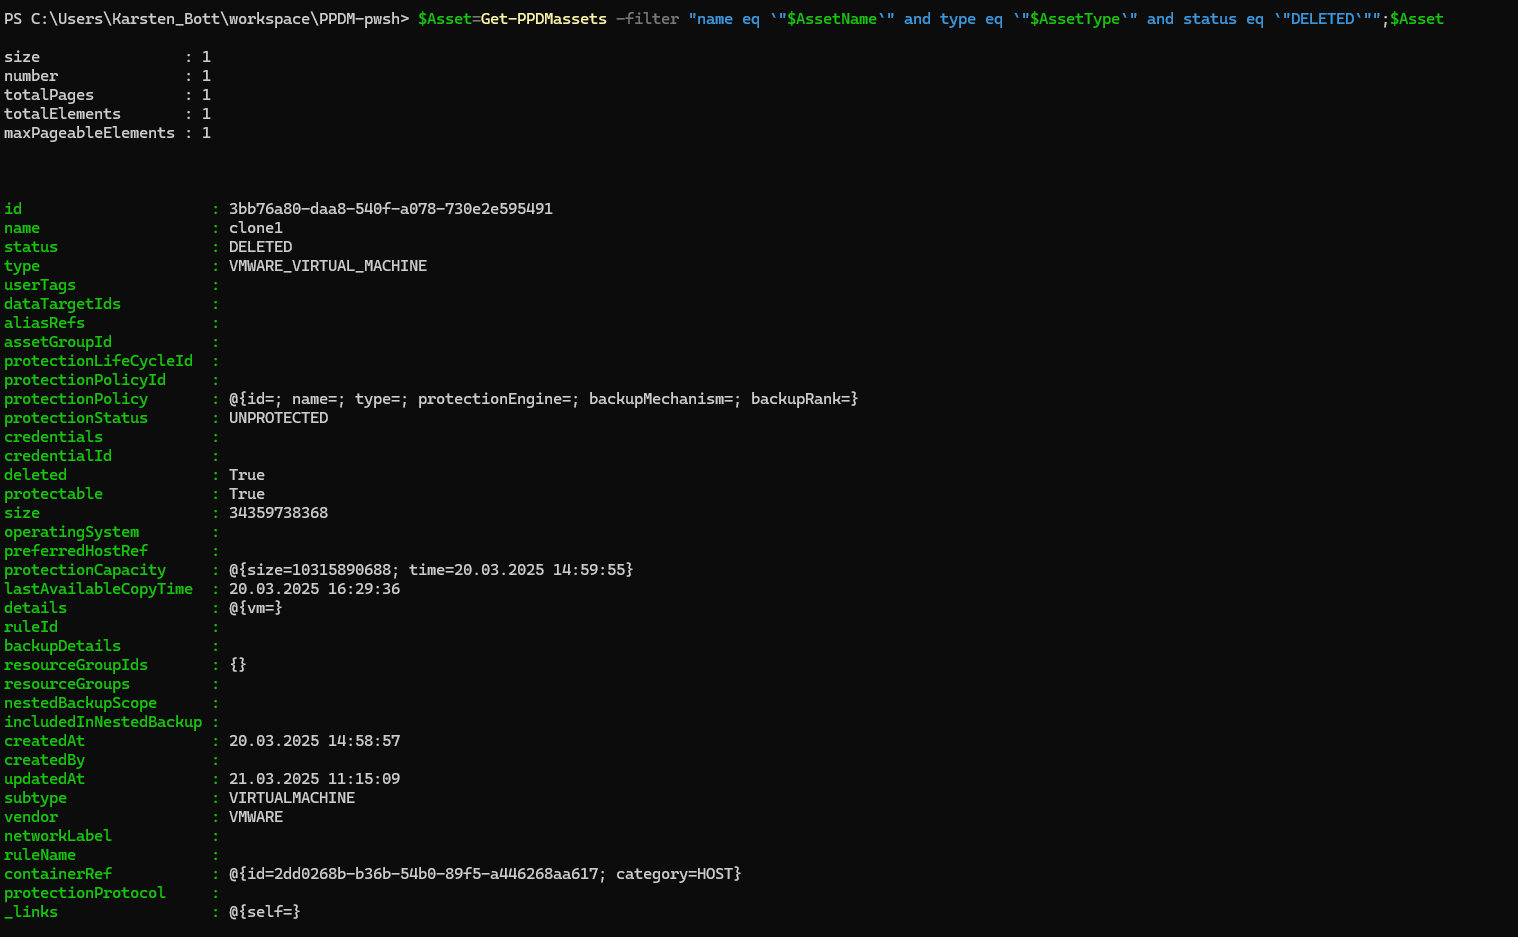 PS C:\Users\Karsten_Bott\workspace\PPDM-pwsh> $Asset=Get-PPDMassets -filter "name eq `"$AssetName`" and type eq `"$AssetType`" and status eq `"DELETED`"";$Asset
size                : 1
number              : 1
totalPages          : 1
totalElements       : 1
maxPageableElements : 1
id                     : 3bb76a80-daa8-540f-a078-730e2e595491
name                   : clone1
status                 : DELETED
type                   : VMWARE_VIRTUAL_MACHINE
userTags               :
dataTargetIds          :
aliasRefs              :
assetGroupId           :
protectionLifeCycleId  :
protectionPolicyId     :
protectionPolicy       : @{id=; name=; type=; protectionEngine=; backupMechanism=; backupRank=}
protectionStatus       : UNPROTECTED
credentials            :
credentialId           :
deleted                : True
protectable            : True
size                   : 34359738368
operatingSystem        :
preferredHostRef       :
protectionCapacity     : @{size=10315890688; time=20.03.2025 14:59:55}
lastAvailableCopyTime  : 20.03.2025 16:29:36
details                : @{vm=}
ruleId                 :
backupDetails          :
resourceGroupIds       : {}
resourceGroups         :
nestedBackupScope      :
includedInNestedBackup :
createdAt              : 20.03.2025 14:58:57
createdBy              :
updatedAt              : 21.03.2025 11:15:09
subtype                : VIRTUALMACHINE
vendor                 : VMWARE
networkLabel           :
ruleName               :
containerRef           : @{id=2dd0268b-b36b-54b0-89f5-a446268aa617; category=HOST}
protectionProtocol     :
_links                 : @{self=}